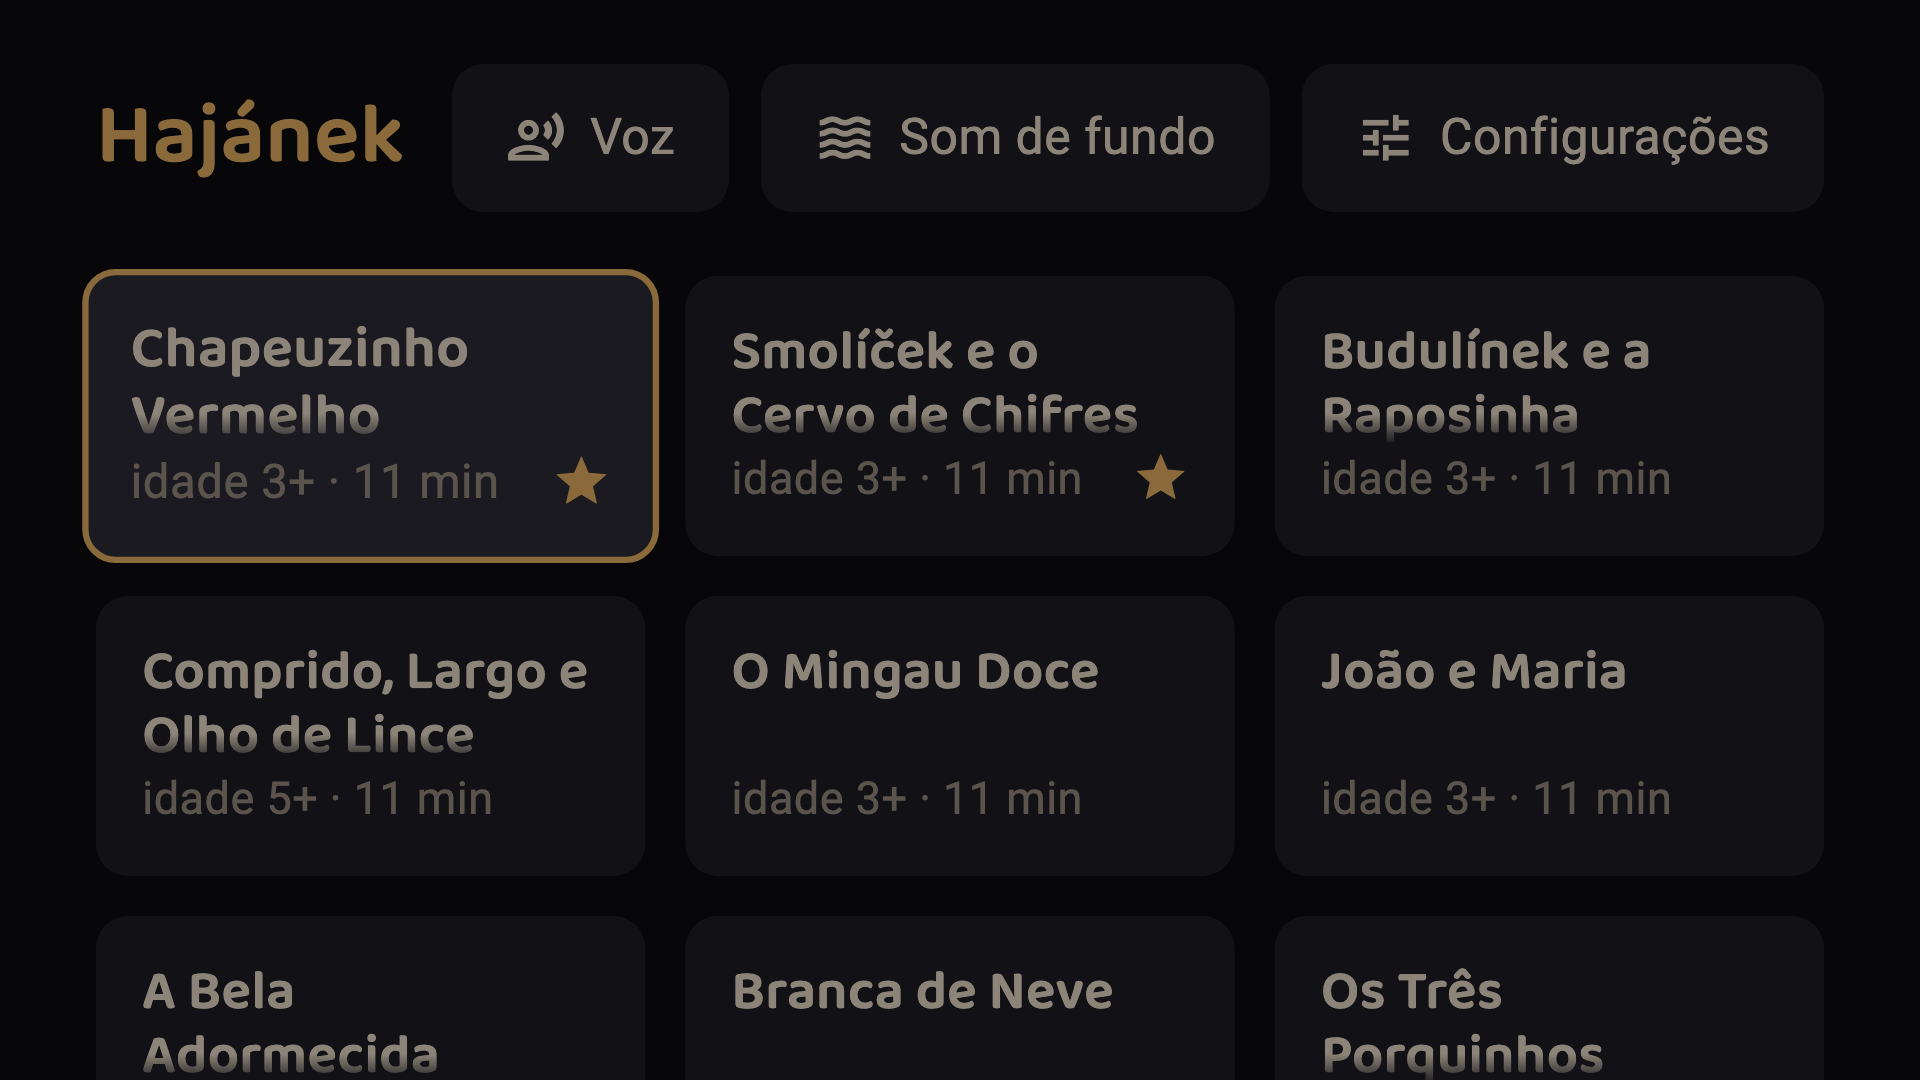 Hajánek
Voz
Som de fundo
Configurações
Chapeuzinho
Vermelho
idade 3+ · 11 min
Smolíček e o
Cervo de Chifres
idade 3+ · 11 min
Budulínek e a
Raposinha
idade 3+ · 11 min
Comprido, Largo e
Olho de Lince
idade 5+ · 11 min
O Mingau Doce
idade 3+ · 11 min
João e Maria
idade 3+ · 11 min
A Bela
Adormecida
Branca de Neve
Os Três
Porquinhos